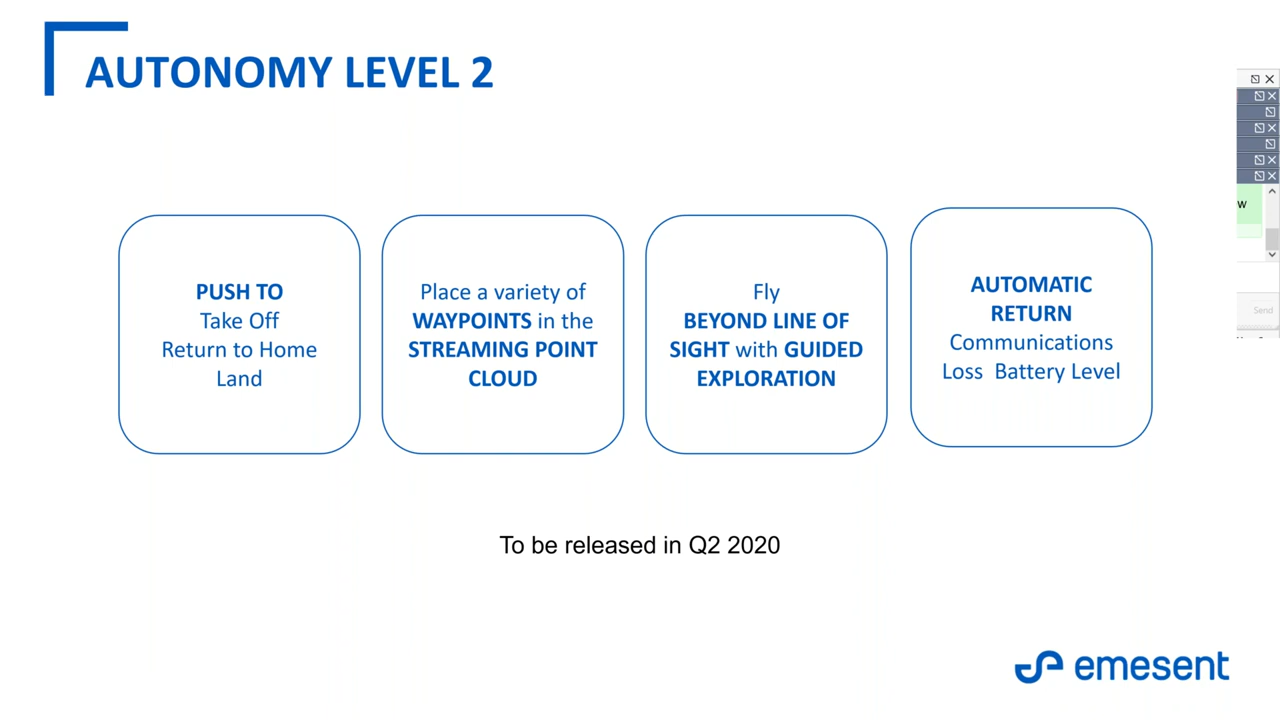 AUTONOMY LEVEL 2
PUSH TO
Take Off
Return to Home
Land
Place a variety of
WAYPOINTS in the
STREAMING POINT
CLOUD
Fly
BEYOND LINE OF
SIGHT with GUIDED
EXPLORATION
AUTOMATIC
RETURN
Communications
Loss  Battery Level
w
Send
To be released in Q2 2020
emesent